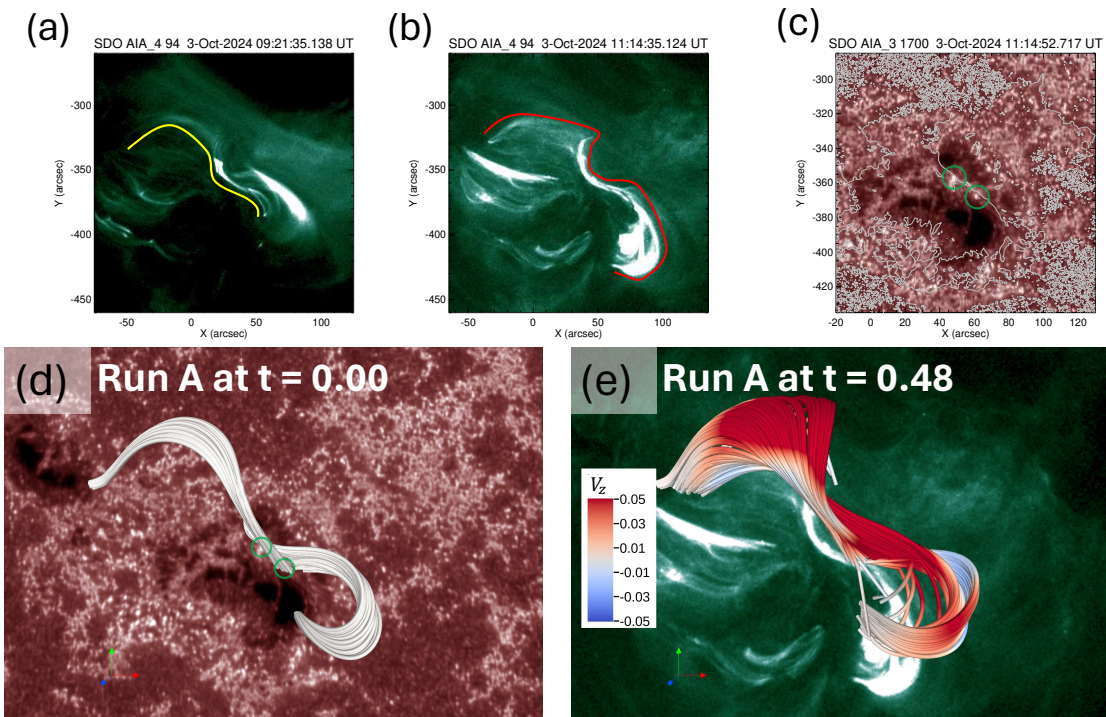 (a)
SDO AIA_4 94 3-Oct-2024 09:21:35.138 UT
-300
-350
-400
-450
Y (arcsec)
-50 0 50 100
X (arcsec)
(b)
SDO AIA_4 94 3-Oct-2024 11:14:35.124 UT
-300
-350
-400
-450
Y (arcsec)
-50 0 50 100
X (arcsec)
(c)
SDO AIA_3 1700 3-Oct-2024 11:14:52.717 UT
-300
-320
-340
-360
-380
-400
-420
Y (arcsec)
-20 0 20 40 60 80 100 120
X (arcsec)
(d) Run A at t = 0.00
(e) Run A at t = 0.48
Vz
0.05
-0.03
-0.01
-0.01
-0.03
-0.05